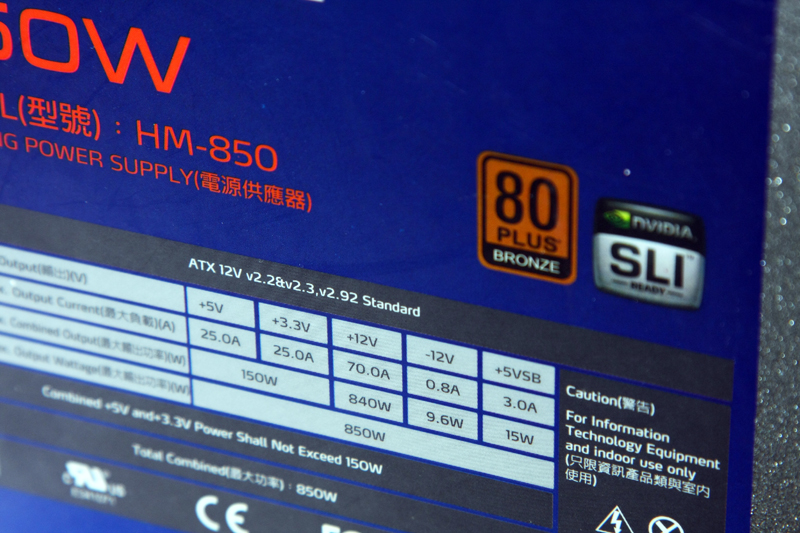 50W
L(型號)：HM-850
NG POWER SUPPLY(電源供應器)
80
PLUS
BRONZE
NVIDIA
SLI™
READY
ATX 12V v2.2&v2.3,v2.92 Standard
Output(輸出)(V) +5V +3.3V +12V -12V +5VSB
x. Output Current(最大負載)(A) 25.0A 25.0A 70.0A 0.8A 3.0A
x. Combined Output(最大輸出功率)(W) 150W 840W 9.6W 15W
x. Output Wattage(最大輸出功率)(W) 850W
Combined +5V and+3.3V Power Shall Not Exceed 150W
Total Combined(最大功率)：850W
Caution(警告)
For Information
Technology Equipment
and indoor use only
(只限資訊產品類與室內
使用)
CE